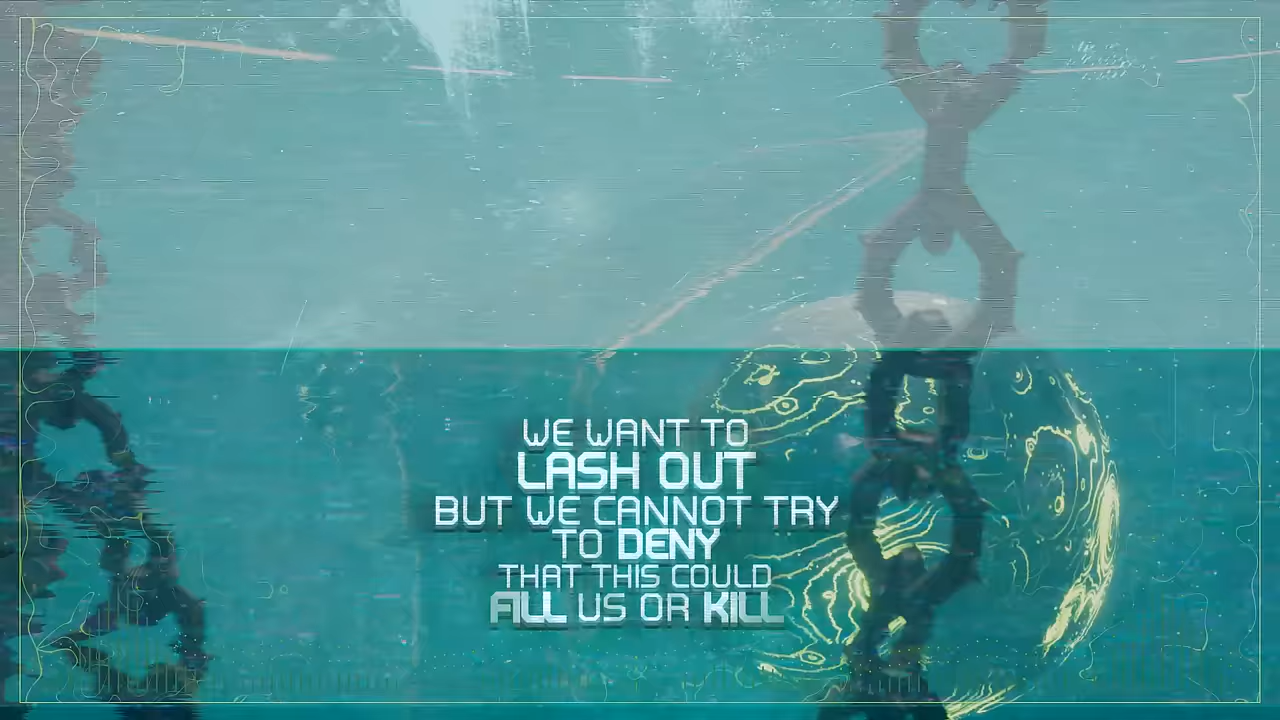 WE WANT TO
LASH OUT
BUT WE CANNOT TRY
TO DENY
THAT THIS COULD
FILL US OR KILL